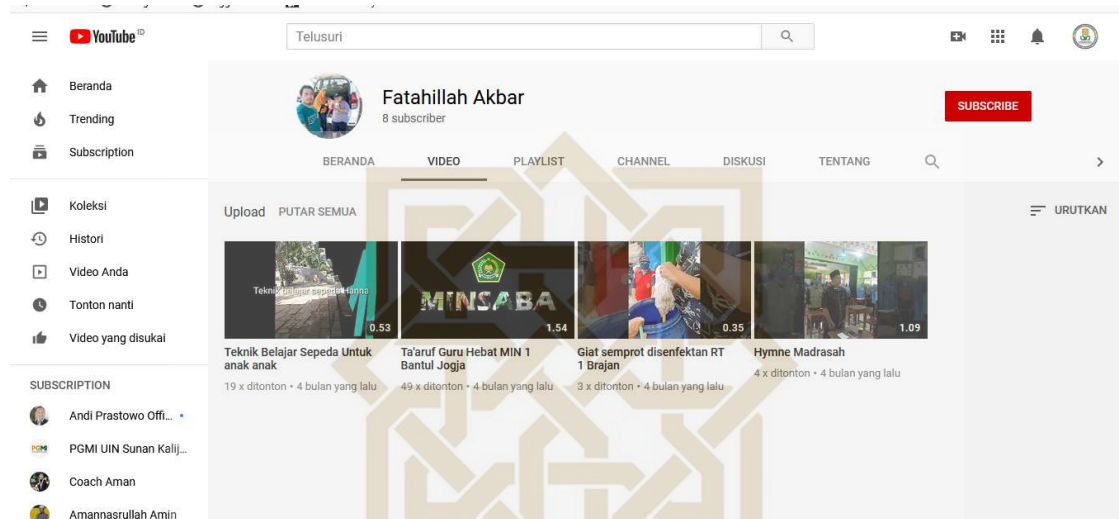 YouTube ID
Telusuri
Beranda
Trending
Subscription
Koleksi
Histori
Video Anda
Tonton nanti
Video yang disukai
SUBSCRIPTION
Andi Prastowo Offi...
PGMI UIN Sunan Kalij...
Coach Aman
Amannasrullah Amin
Fatahillah Akbar
8 subscriber
SUBSCRIBE
BERANDA VIDEO PLAYLIST CHANNEL DISKUSI TENTANG
Upload PUTAR SEMUA
URUTKAN
Teknik belajar sepeda Hanna
0.53
Teknik Belajar Sepeda Untuk
anak anak
19 x ditonton • 4 bulan yang lalu
MINSABA
1.54
Ta'aruf Guru Hebat MIN 1
Bantul Jogja
49 x ditonton • 4 bulan yang lalu
0.35
Giat semprot disenfektan RT
1 Brajan
3 x ditonton • 4 bulan yang lalu
1.09
Hymne Madrasah
4 x ditonton • 4 bulan yang lalu